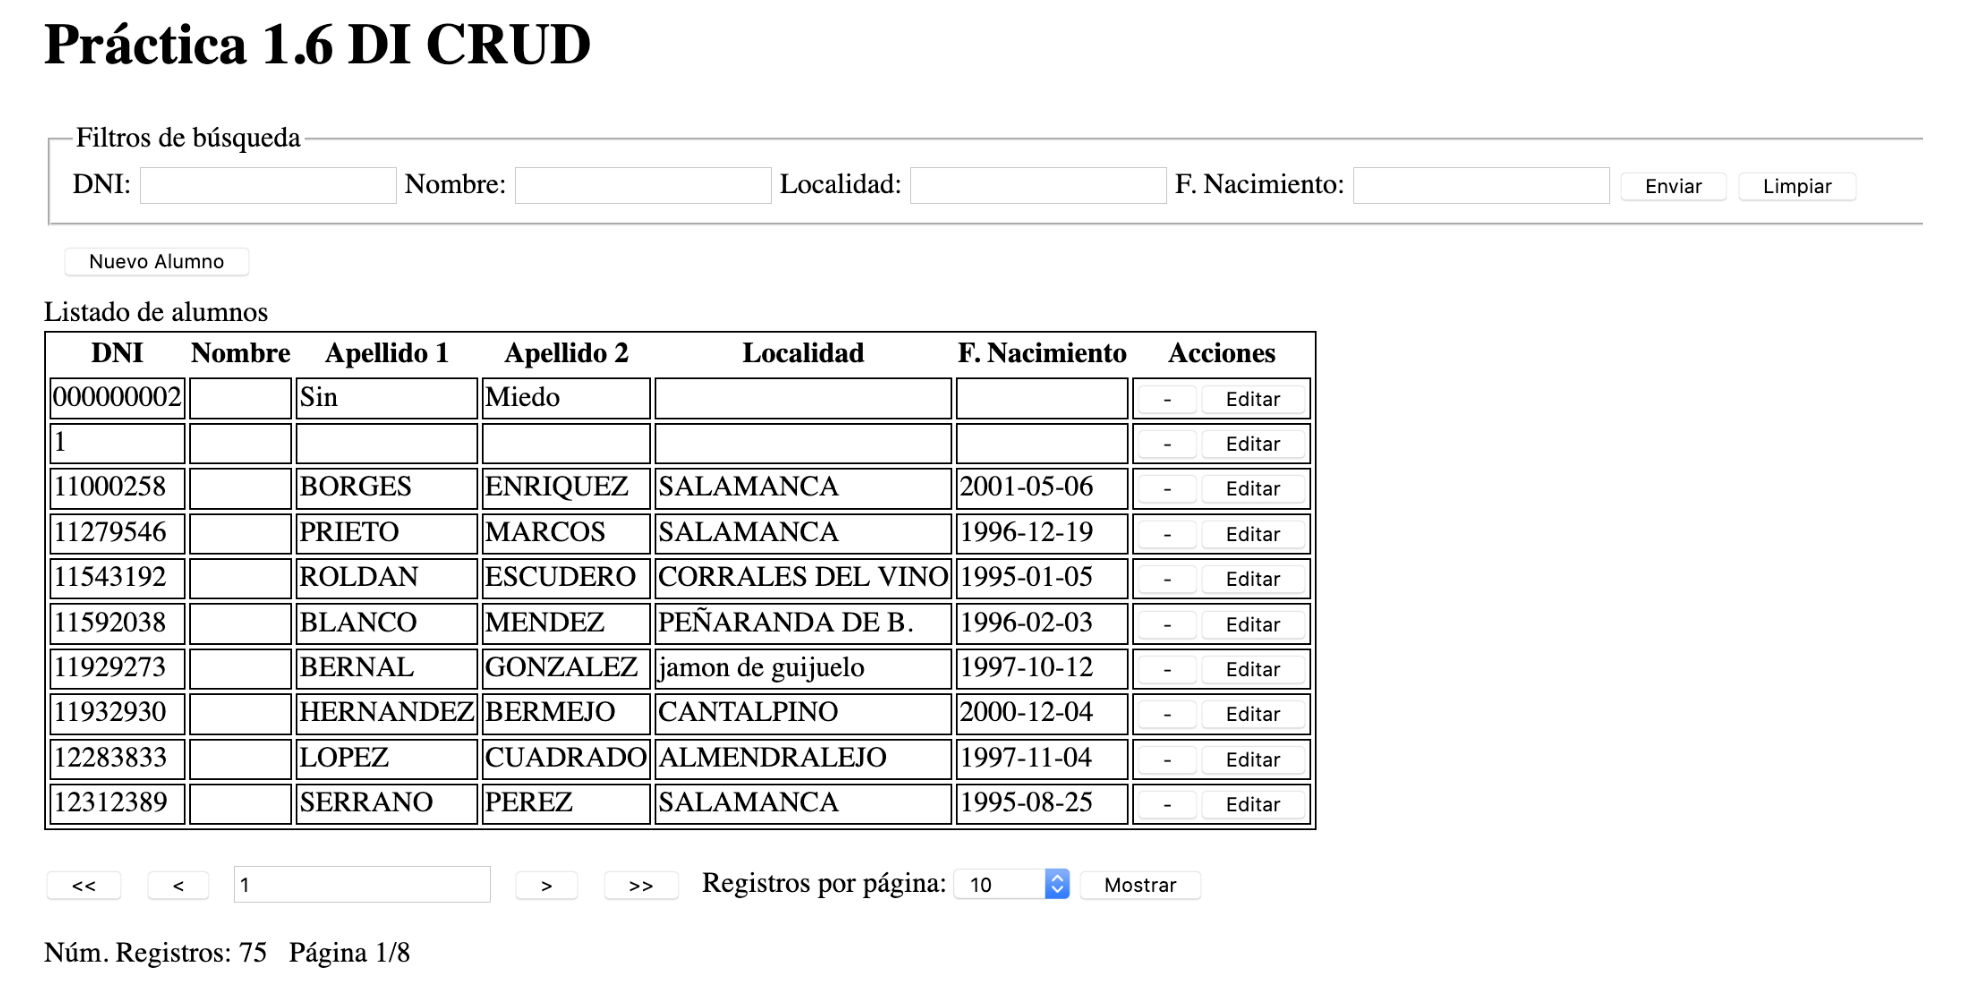 Práctica 1.6 DI CRUD
Filtros de búsqueda
DNI: Nombre: Localidad: F. Nacimiento: Enviar Limpiar
Nuevo Alumno
Listado de alumnos
DNI Nombre Apellido 1 Apellido 2 Localidad F. Nacimiento Acciones
000000002 Sin Miedo - Editar
1 - Editar
11000258 BORGES ENRIQUEZ SALAMANCA 2001-05-06 - Editar
11279546 PRIETO MARCOS SALAMANCA 1996-12-19 - Editar
11543192 ROLDAN ESCUDERO CORRALES DEL VINO 1995-01-05 - Editar
11592038 BLANCO MENDEZ PEÑARANDA DE B. 1996-02-03 - Editar
11929273 BERNAL GONZALEZ jamon de guijuelo 1997-10-12 - Editar
11932930 HERNANDEZ BERMEJO CANTALPINO 2000-12-04 - Editar
12283833 LOPEZ CUADRADO ALMENDRALEJO 1997-11-04 - Editar
12312389 SERRANO PEREZ SALAMANCA 1995-08-25 - Editar
<< < 1 > >> Registros por página: 10 Mostrar
Núm. Registros: 75 Página 1/8